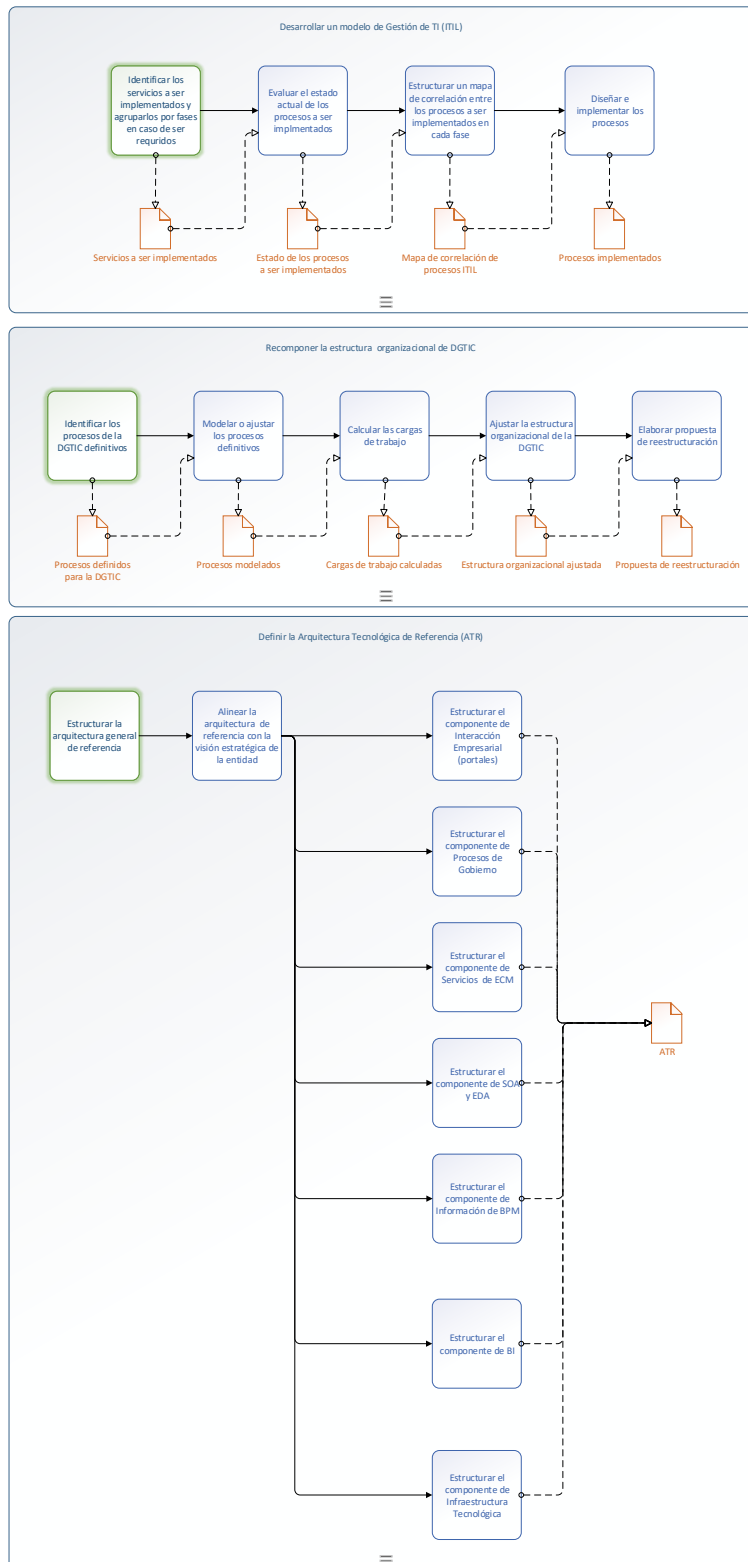 Desarrollar un modelo de Gestión de TI (ITIL)
Identificar los
servicios a ser
implementados y
agruparlos por fases
en caso de ser
requridos
Evaluar el estado
actual de los
procesos a ser
implmentados
Estructurar un mapa
de correlación entre
los procesos a ser
implementados en
cada fase
Diseñar e
implementar los
procesos
Servicios a ser implementados
Estado de los procesos
a ser implementados
Mapa de correlación de
procesos ITIL
Procesos implementados
Recomponer la estructura organizacional de DGTIC
Identificar los
procesos de la
DGTIC definitivos
Modelar o ajustar
los procesos
definitivos
Calcular las cargas
de trabajo
Ajustar la estructura
organizacional de la
DGTIC
Elaborar propuesta
de reestructuración
Procesos definidos
para la DGTIC
Procesos modelados
Cargas de trabajo calculadas
Estructura organizacional ajustada
Propuesta de reestructuración
Definir la Arquitectura Tecnológica de Referencia (ATR)
Estructurar la
arquitectura general
de referencia
Alinear la
arquitectura de
referencia con la
visión estratégica de
la entidad
Estructurar el
componente de
Interacción
Empresarial
(portales)
Estructurar el
componente de
Procesos de
Gobierno
Estructurar el
componente de
Servicios de ECM
Estructurar el
componente de SOA
y EDA
ATR
Estructurar el
componente de
Información de BPM
Estructurar el
componente de BI
Estructurar el
componente de
Infraestructura
Tecnológica